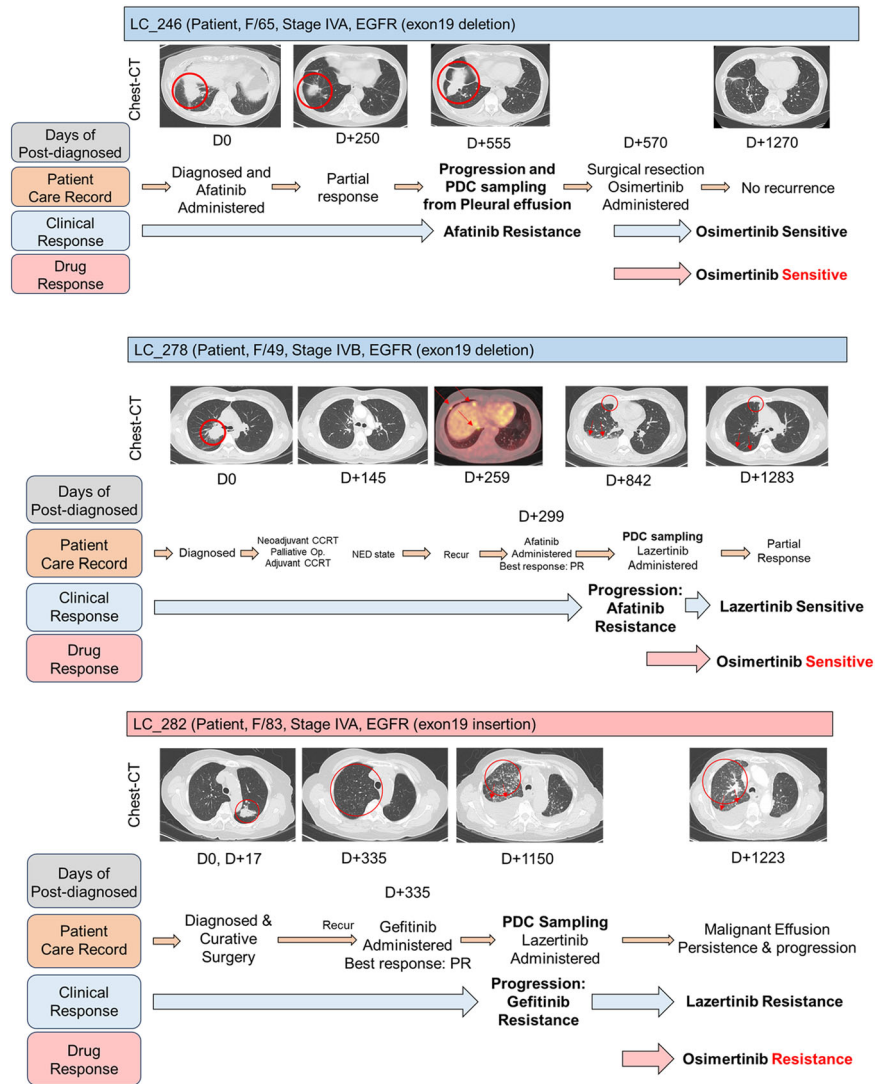 LC_246 (Patient, F/65, Stage IVA, EGFR (exon19 deletion)
Chest-CT
D0
D+250
D+555
D+570
D+1270
Days of
Post-diagnosed
Patient
Care Record
Diagnosed and
Afatinib
Administered
Partial
response
Progression and
PDC sampling
from Pleural effusion
Surgical resection
Osimertinib
Administered
No recurrence
Clinical
Response
Afatinib Resistance
Osimertinib Sensitive
Drug
Response
Osimertinib Sensitive
LC_278 (Patient, F/49, Stage IVB, EGFR (exon19 deletion)
Chest-CT
D0
D+145
D+259
D+842
D+1283
Days of
Post-diagnosed
D+299
Patient
Care Record
Diagnosed
Neoadjuvant CCRT
Palliative Op.
Adjuvant CCRT
NED state
Recur
Afatinib
Administered
Best response: PR
PDC sampling
Lazertinib
Administered
Partial
Response
Clinical
Response
Progression:
Afatinib
Resistance
Lazertinib Sensitive
Drug
Response
Osimertinib Sensitive
LC_282 (Patient, F/83, Stage IVA, EGFR (exon19 insertion)
Chest-CT
D0, D+17
D+335
D+1150
D+1223
Days of
Post-diagnosed
D+335
Patient
Care Record
Diagnosed &
Curative
Surgery
Recur
Gefitinib
Administered
Best response: PR
PDC Sampling
Lazertinib
Administered
Malignant Effusion
Persistence & progression
Clinical
Response
Progression:
Gefitinib
Resistance
Lazertinib Resistance
Drug
Response
Osimertinib Resistance